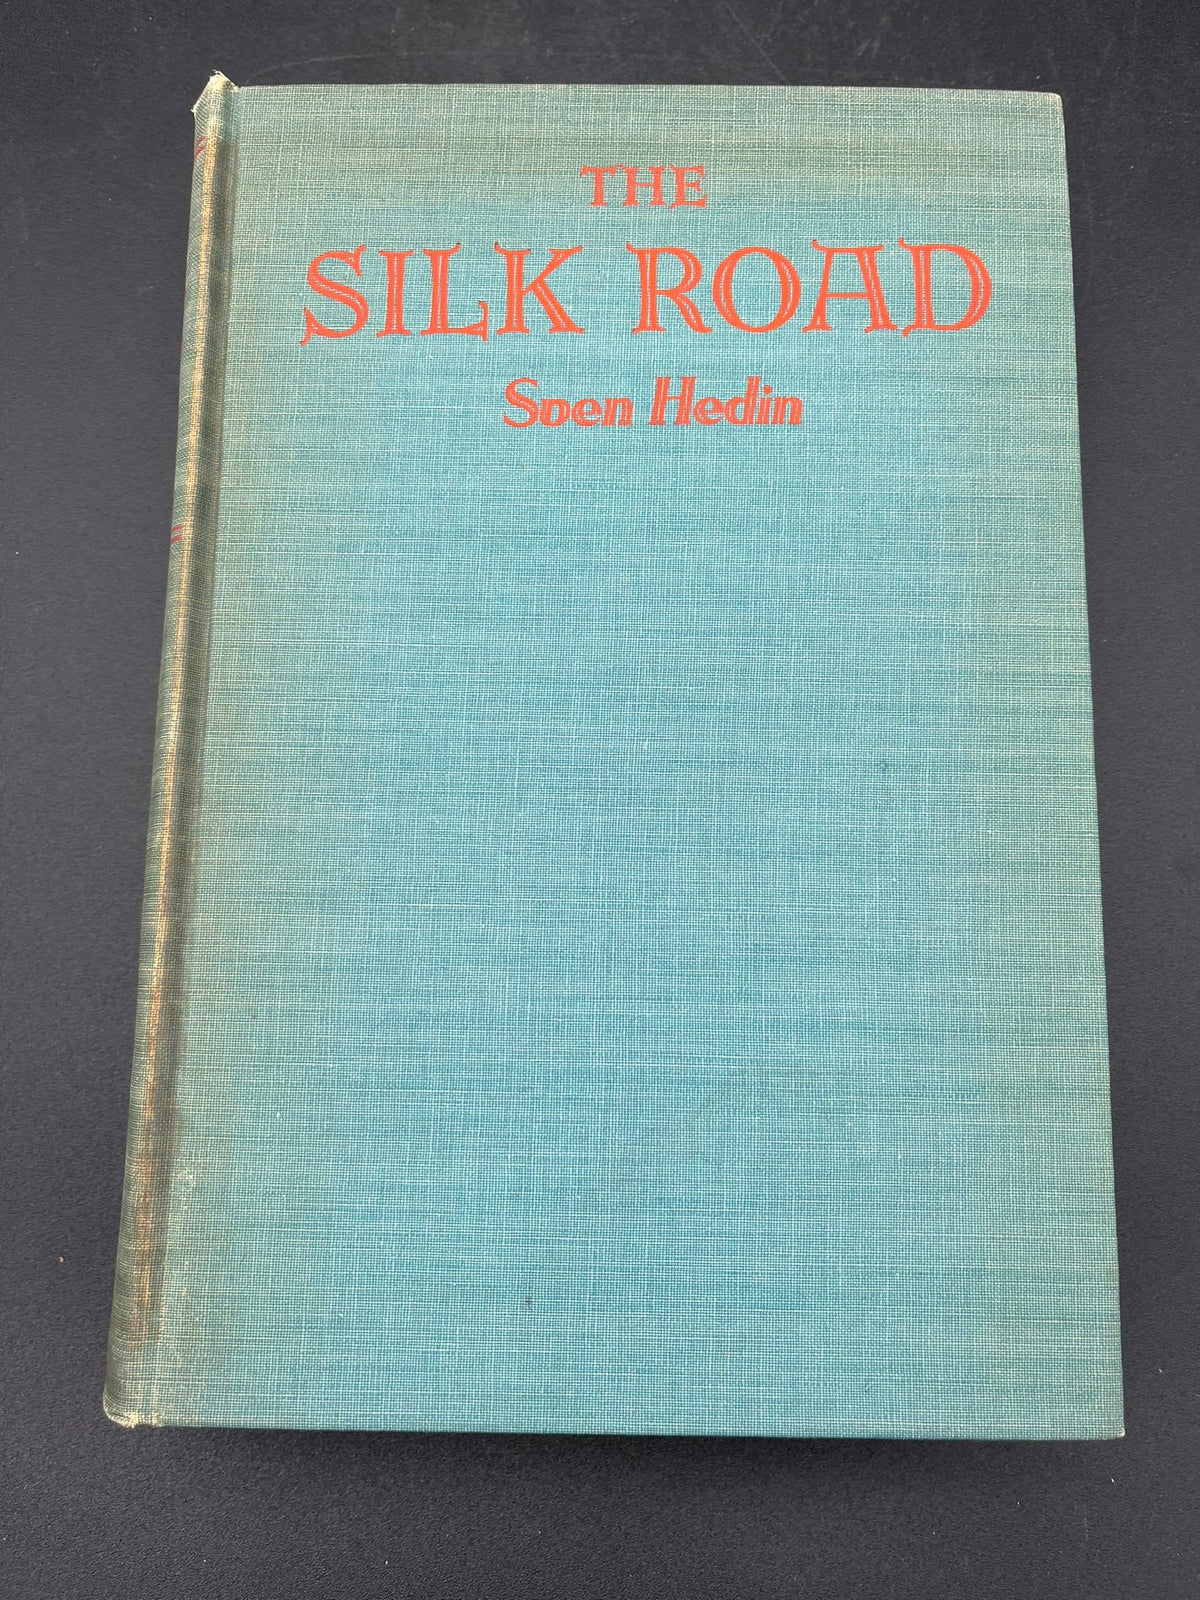 THE
SILK ROAD
Sven Hedin